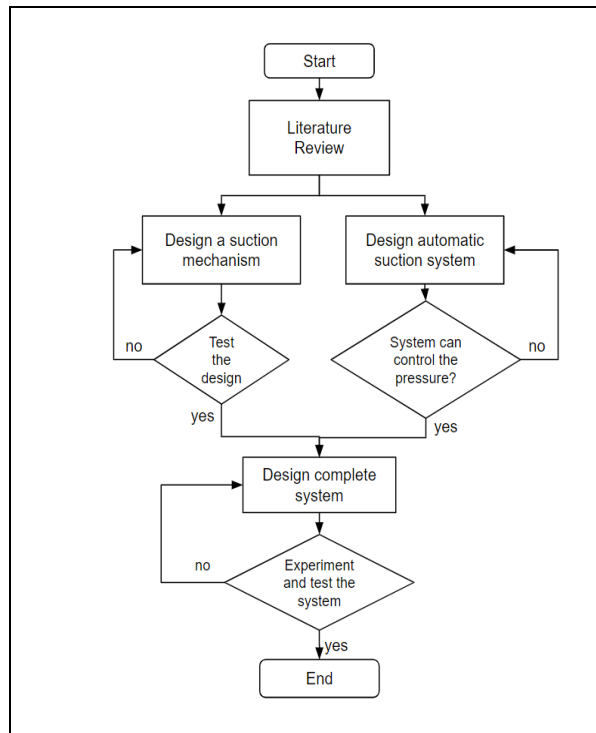 Start
Literature
Review
Design a suction
mechanism
Design automatic
suction system
no
Test
the
design
System can
control the
pressure?
no
yes
yes
Design complete
system
no
Experiment
and test the
system
yes
End